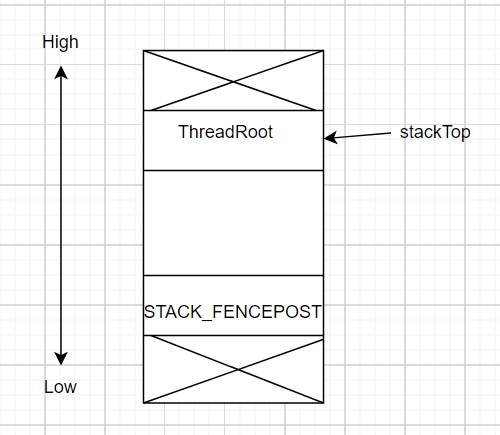 High
ThreadRoot
stackTop
STACK_FENCEPOST
Low